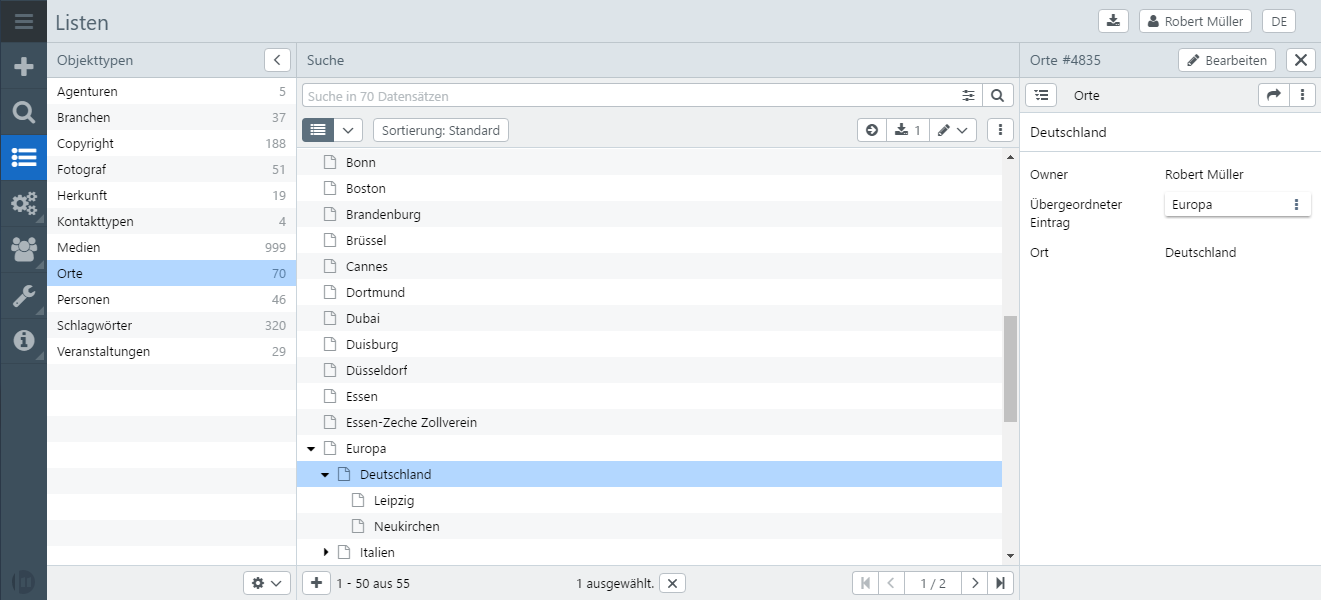 Listen
Robert Müller
DE
Objekttypen
Agenturen 5
Branchen 37
Copyright 188
Fotograf 51
Herkunft 19
Kontakttypen 4
Medien 999
Orte 70
Personen 46
Schlagwörter 320
Veranstaltungen 29
Suche
Suche in 70 Datensätzen
Sortierung: Standard
1
Bonn
Boston
Brandenburg
Brüssel
Cannes
Dortmund
Dubai
Duisburg
Düsseldorf
Essen
Essen-Zeche Zollverein
Europa
Deutschland
Leipzig
Neukirchen
Italien
1 - 50 aus 55
1 ausgewählt.
1 / 2
Orte #4835
Bearbeiten
Orte
Deutschland
Owner Robert Müller
Übergeordneter Eintrag Europa
Ort Deutschland